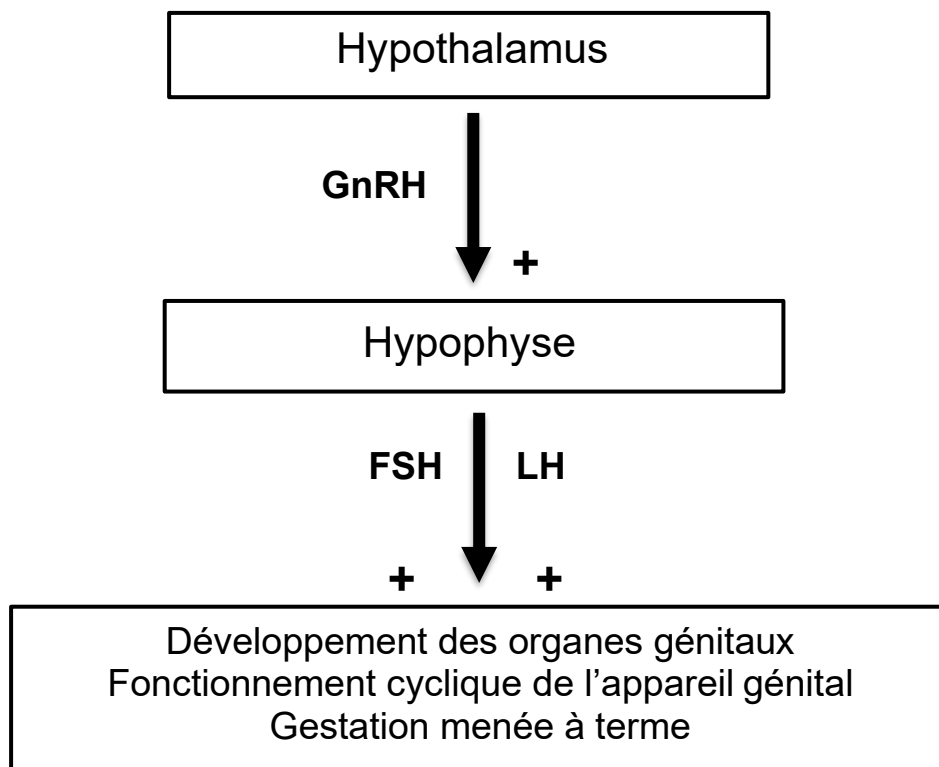 Hypothalamus
GnRH
+
Hypophyse
FSH LH
+ +
Développement des organes génitaux
Fonctionnement cyclique de l’appareil génital
Gestation menée à terme